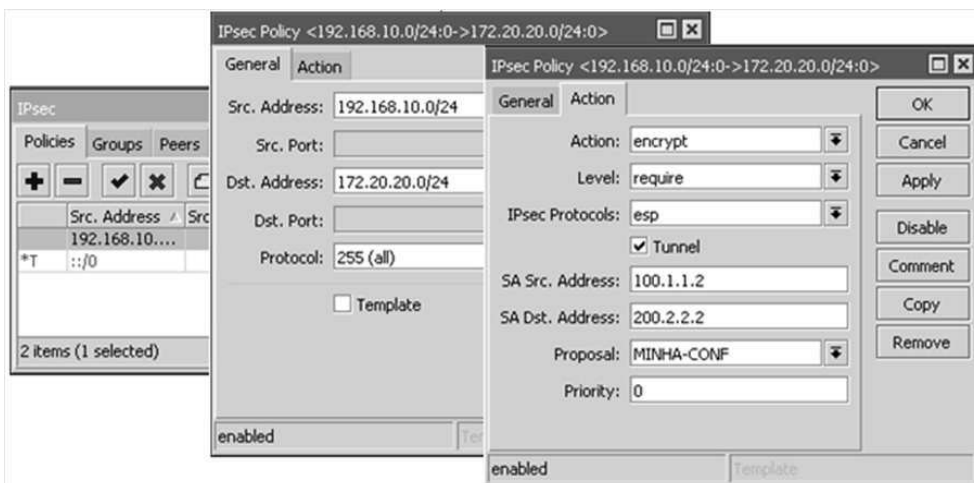 IPsec
Policies Groups Peers
Src. Address Src
192.168.10....
*T ::/0
2 items (1 selected)
IPsec Policy <192.168.10.0/24:0->172.20.20.0/24:0>
General Action
Src. Address: 192.168.10.0/24
Src. Port:
Dst. Address: 172.20.20.0/24
Dst. Port:
Protocol: 255 (all)
Template
enabled
IPsec Policy <192.168.10.0/24:0->172.20.20.0/24:0>
General Action
Action: encrypt
Level: require
IPsec Protocols: esp
Tunnel
SA Src. Address: 100.1.1.2
SA Dst. Address: 200.2.2.2
Proposal: MINHA-CONF
Priority: 0
enabled Template
OK
Cancel
Apply
Disable
Comment
Copy
Remove